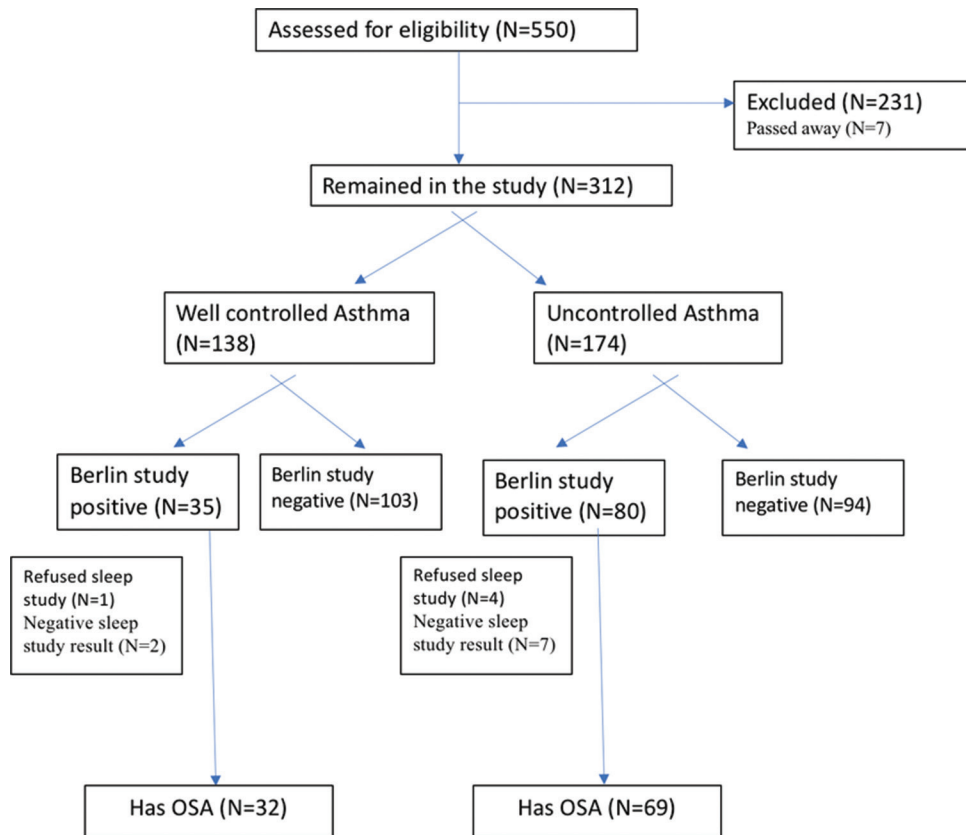 Assessed for eligibility (N=550)
Excluded (N=231)
Passed away (N=7)
Remained in the study (N=312)
Well controlled Asthma
(N=138)
Uncontrolled Asthma
(N=174)
Berlin study
positive (N=35)
Berlin study
negative (N=103)
Berlin study
positive (N=80)
Berlin study
negative (N=94)
Refused sleep
study (N=1)
Negative sleep
study result (N=2)
Refused sleep
study (N=4)
Negative sleep
study result (N=7)
Has OSA (N=32)
Has OSA (N=69)